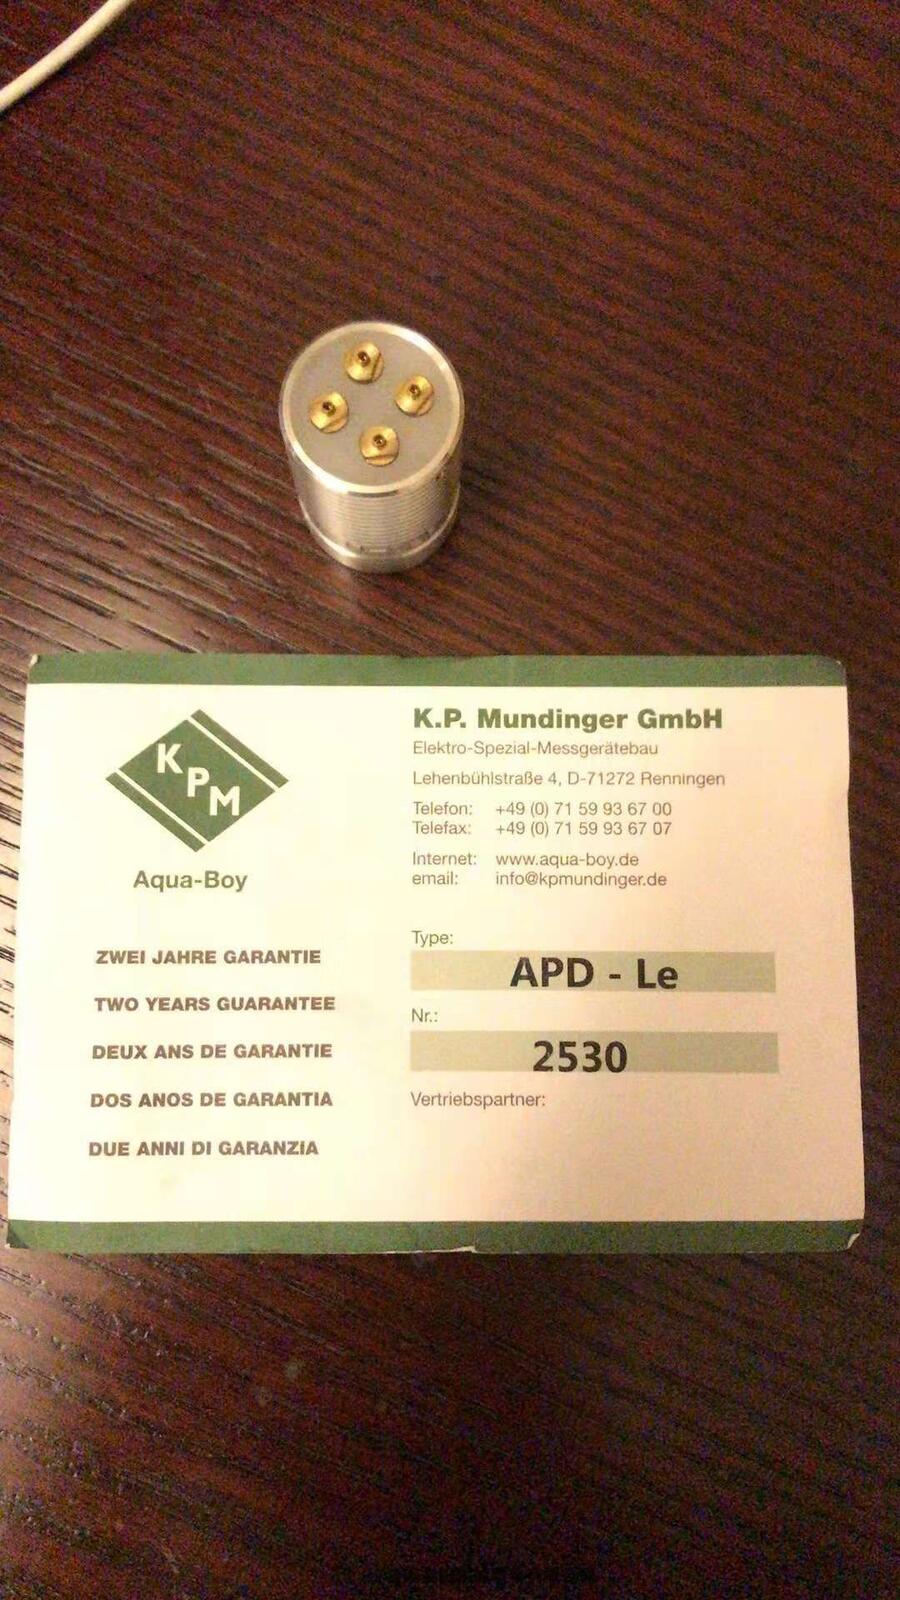 K P M
Aqua-Boy
ZWEI JAHRE GARANTIE
TWO YEARS GUARANTEE
DEUX ANS DE GARANTIE
DOS ANOS DE GARANTIA
DUE ANNI DI GARANZIA
K.P. Mundinger GmbH
Elektro-Spezial-Messgerätebau
Lehenbühlstraße 4, D-71272 Renningen
Telefon: +49 (0) 71 59 93 67 00
Telefax: +49 (0) 71 59 93 67 07
Internet: www.aqua-boy.de
email: info@kpmundinger.de
Type:
APD - Le
Nr.:
2530
Vertriebspartner: